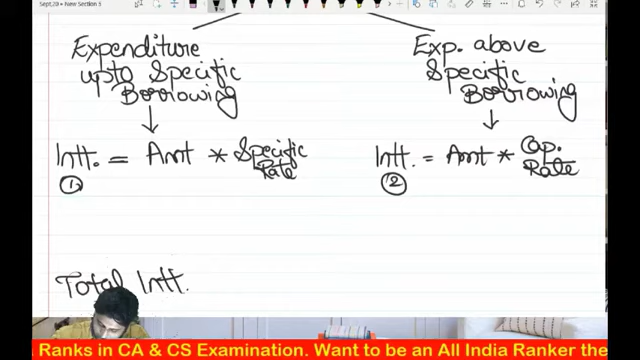 Sept,20 • New Section 5
Expenditure
upto Specific
Borrowing
Exp. above
Specific
Borrowing
Intt. = Amt * Specific
Rate
①
Intt. = Amt * Cap.
Rate
②
Total Intt.
Ranks in CA & CS Examination. Want to be an All India Ranker the